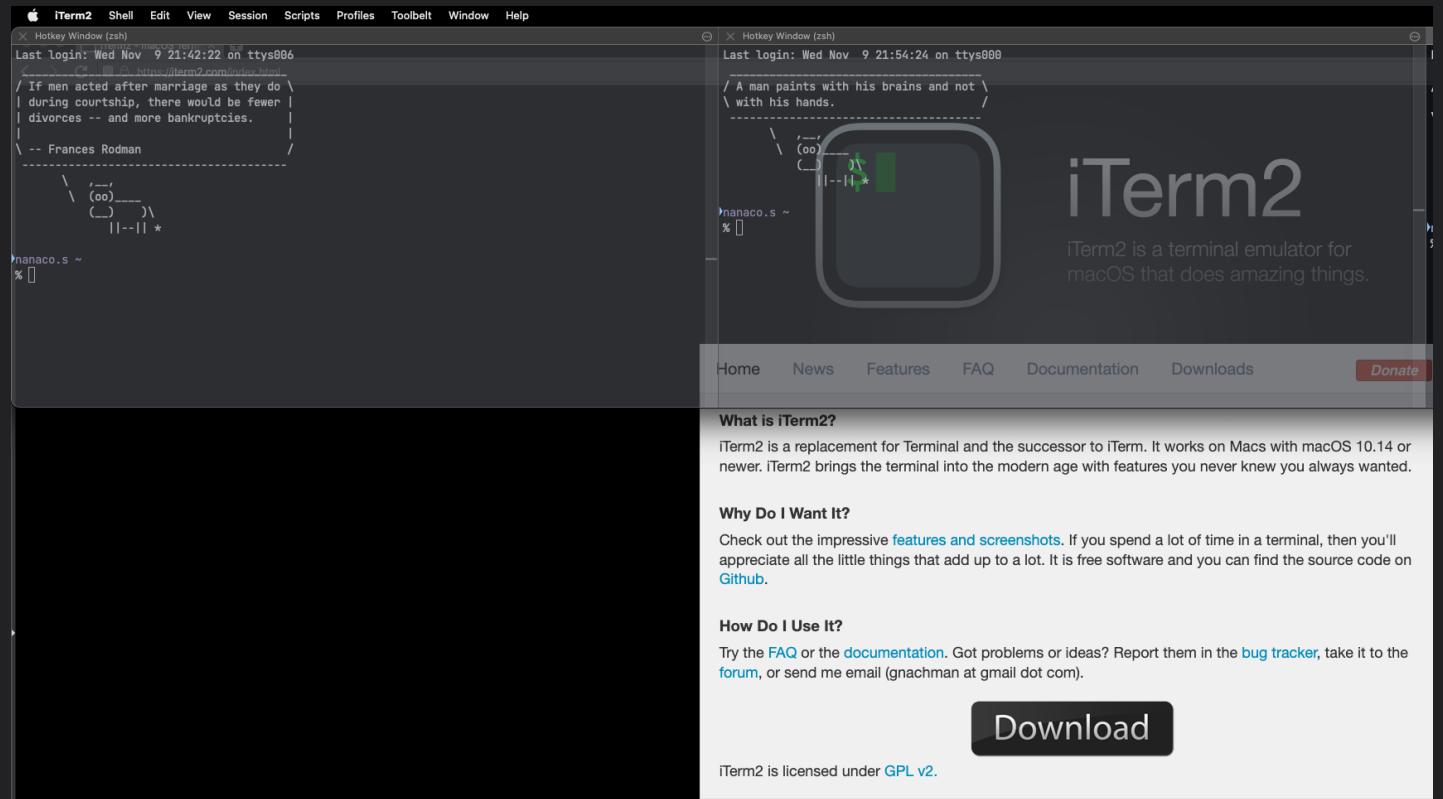 iTerm2 Shell Edit View Session Scripts Profiles Toolbelt Window Help
Hotkey Window (zsh)
Last login: Wed Nov  9 21:42:22 on ttys006
https://iterm2.com/index.html
/ If men acted after marriage as they do \
| during courtship, there would be fewer |
| divorces -- and more bankruptcies.     |
|                                        |
\ -- Frances Rodman                      /
 ----------------------------------------
       \   ,__,
        \  (oo)____
           (__)    )\
              ||--|| *
nanaco.s ~
%
Hotkey Window (zsh)
Last login: Wed Nov  9 21:54:24 on ttys000
 ______________________________________
/ A man paints with his brains and not \
\ with his hands.                      /
 --------------------------------------
       \   ,__,
        \  (oo)____
           (__)    )\
              ||--|| *
nanaco.s ~
%
$
iTerm2
iTerm2 is a terminal emulator for
macOS that does amazing things.
Home News Features FAQ Documentation Downloads Donate
What is iTerm2?
iTerm2 is a replacement for Terminal and the successor to iTerm. It works on Macs with macOS 10.14 or
newer. iTerm2 brings the terminal into the modern age with features you never knew you always wanted.
Why Do I Want It?
Check out the impressive features and screenshots. If you spend a lot of time in a terminal, then you'll
appreciate all the little things that add up to a lot. It is free software and you can find the source code on
Github.
How Do I Use It?
Try the FAQ or the documentation. Got problems or ideas? Report them in the bug tracker, take it to the
forum, or send me email (gnachman at gmail dot com).
Download
iTerm2 is licensed under GPL v2.